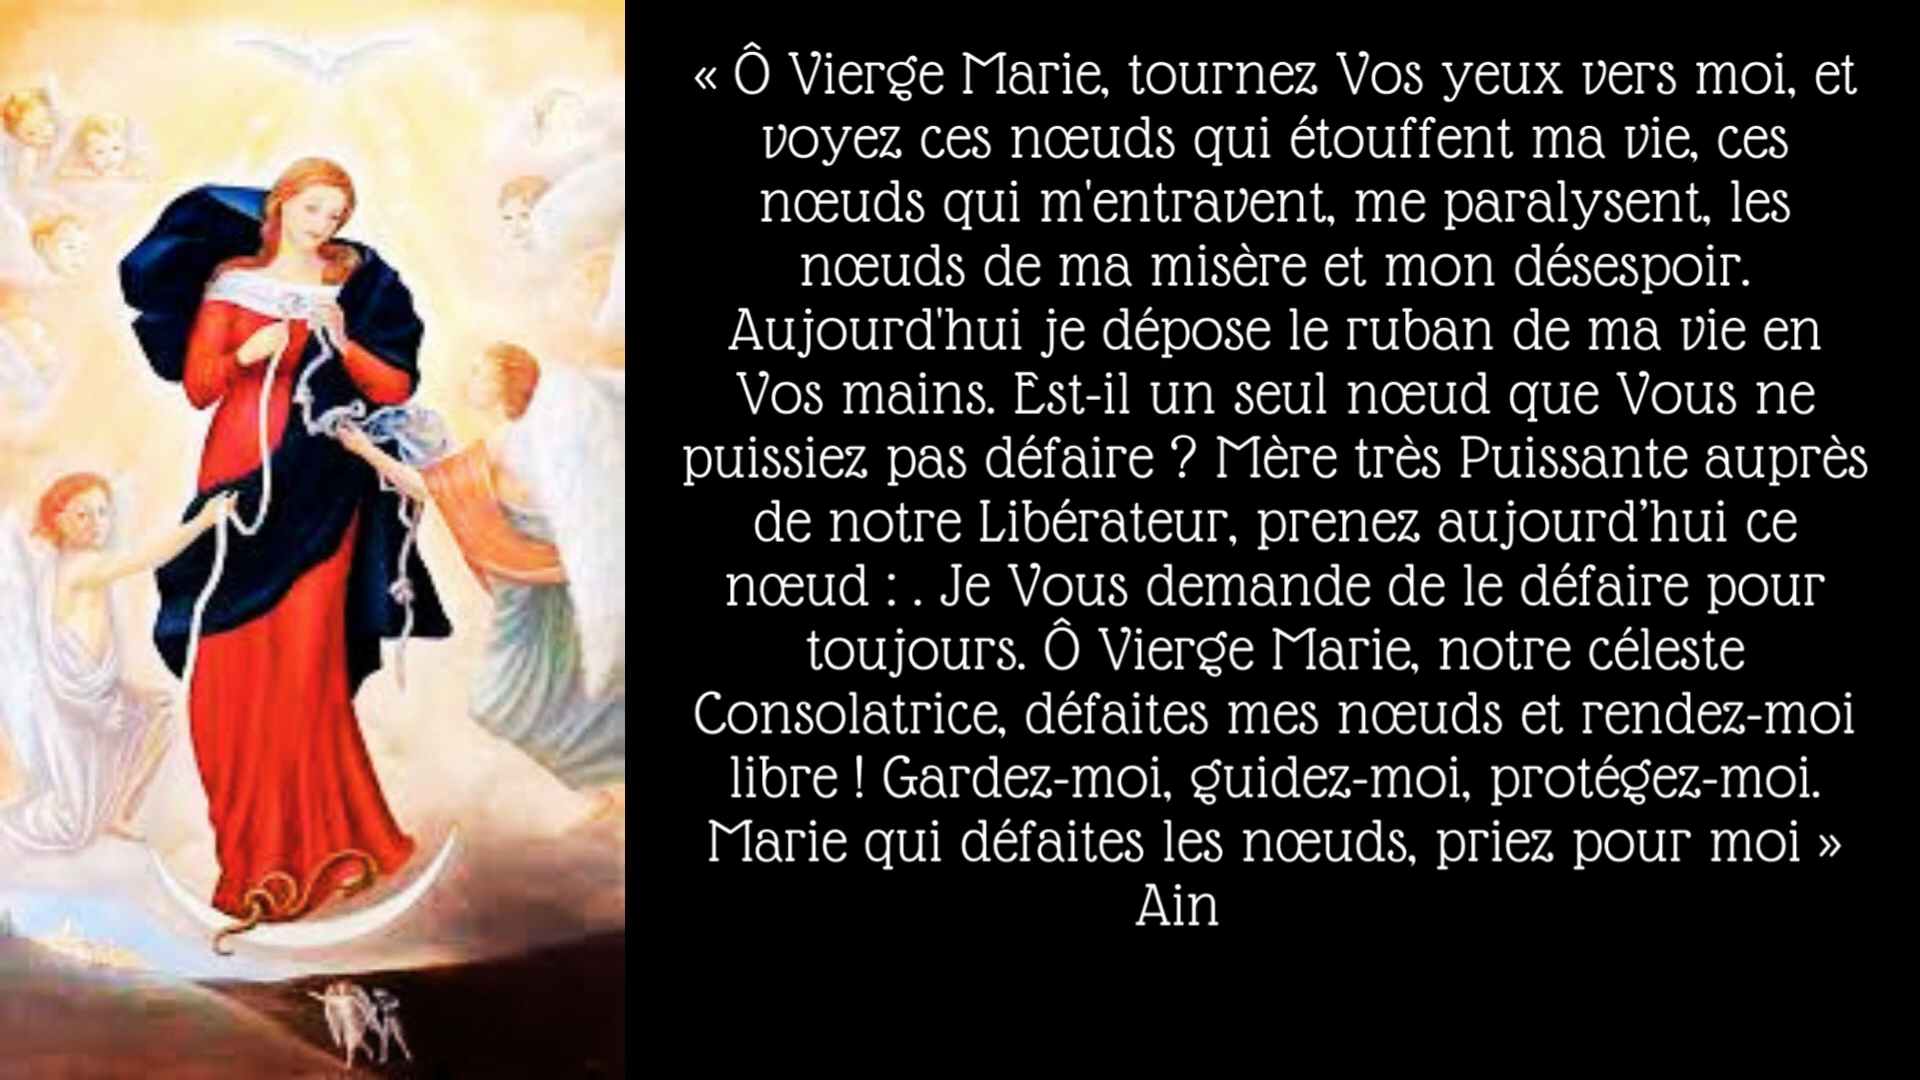 « Ô Vierge Marie, tournez Vos yeux vers moi, et
voyez ces nœuds qui étouffent ma vie, ces
nœuds qui m'entravent, me paralysent, les
nœuds de ma misère et mon désespoir.
Aujourd'hui je dépose le ruban de ma vie en
Vos mains. Est-il un seul nœud que Vous ne
puissiez pas défaire ? Mère très Puissante auprès
de notre Libérateur, prenez aujourd’hui ce
nœud : . Je Vous demande de le défaire pour
toujours. Ô Vierge Marie, notre céleste
Consolatrice, défaites mes nœuds et rendez-moi
libre ! Gardez-moi, guidez-moi, protégez-moi.
Marie qui défaites les nœuds, priez pour moi »
Ain